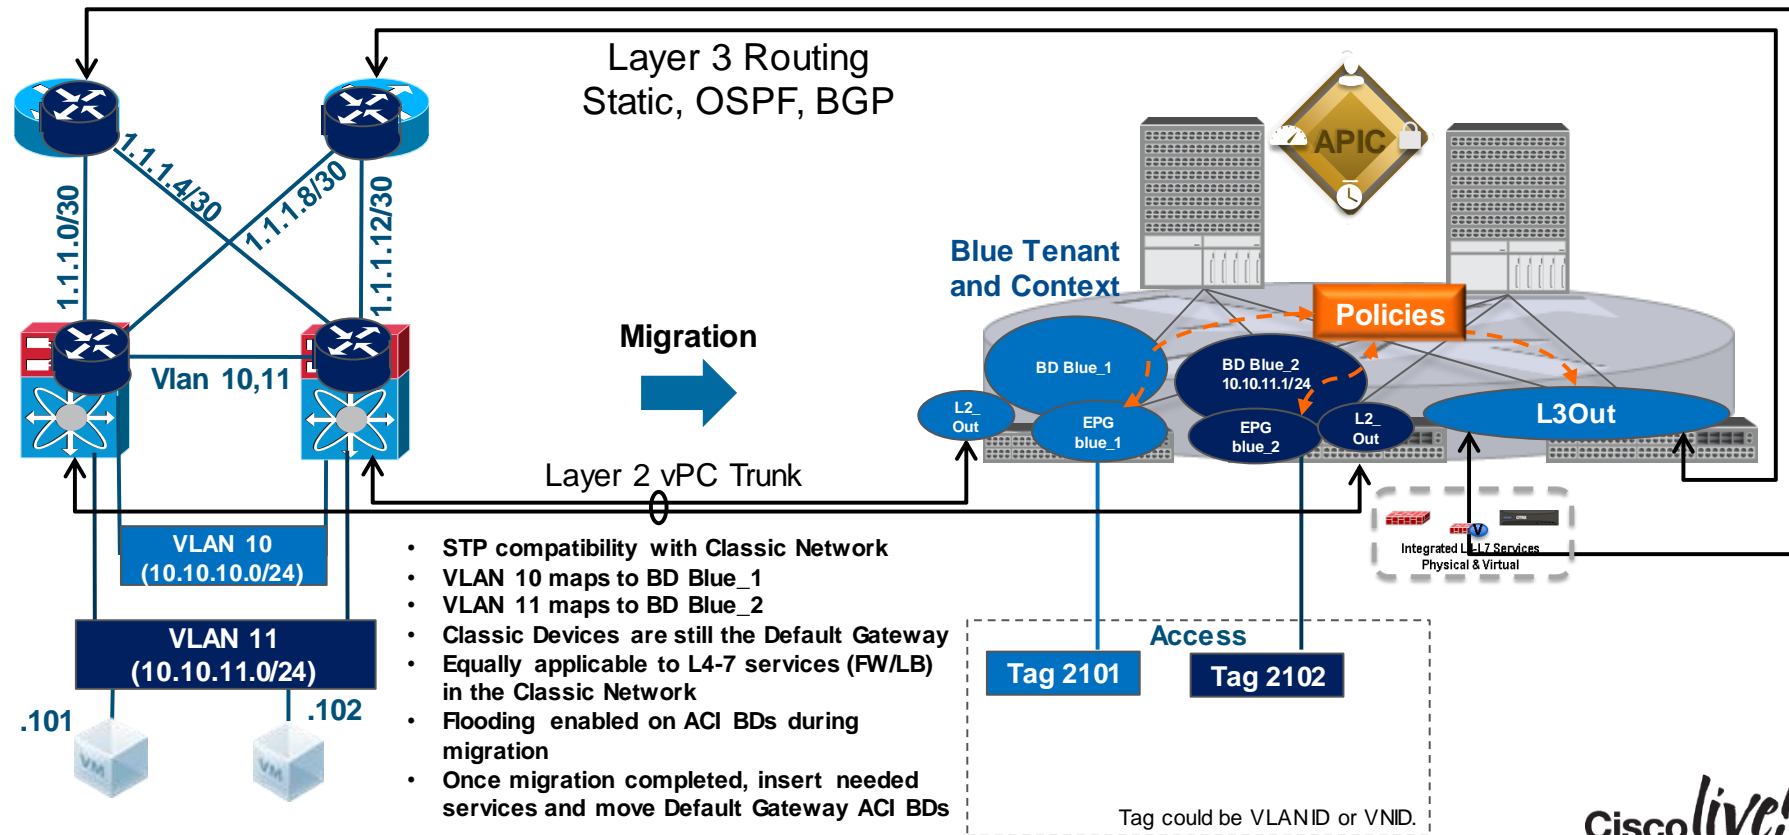 Layer 3 Routing
Static, OSPF, BGP
1.1.1.0/30
1.1.1.4/30
1.1.1.8/30
1.1.1.12/30
Vlan 10,11
Migration
APIC
Blue Tenant
and Context
Policies
BD Blue_1
BD Blue_2
10.10.11.1/24
L2_
Out
EPG
blue_1
EPG
blue_2
L2_
Out
L3Out
Layer 2 vPC Trunk
V
Integrated L4-L7 Services
Physical & Virtual
VLAN 10
(10.10.10.0/24)
VLAN 11
(10.10.11.0/24)
.101
.102
VM
VM
• STP compatibility with Classic Network
• VLAN 10 maps to BD Blue_1
• VLAN 11 maps to BD Blue_2
• Classic Devices are still the Default Gateway
• Equally applicable to L4-7 services (FW/LB)
in the Classic Network
• Flooding enabled on ACI BDs during
migration
• Once migration completed, insert needed
services and move Default Gateway ACI BDs
Access
Tag 2101
Tag 2102
Tag could be VLAN ID or VNID.
Cisco live!